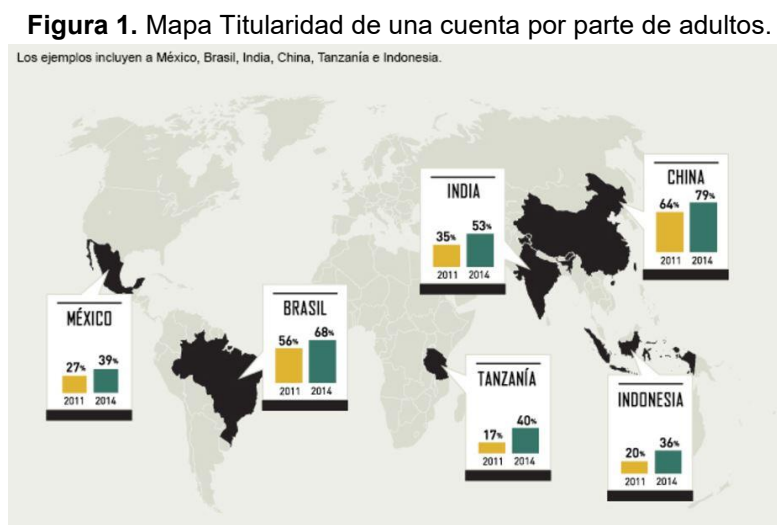 Figura 1. Mapa Titularidad de una cuenta por parte de adultos.
Los ejemplos incluyen a México, Brasil, India, China, Tanzanía e Indonesia.
MÉXICO
27% 39%
2011 2014
BRASIL
56% 68%
2011 2014
INDIA
35% 53%
2011 2014
CHINA
64% 79%
2011 2014
TANZANÍA
17% 40%
2011 2014
INDONESIA
20% 36%
2011 2014